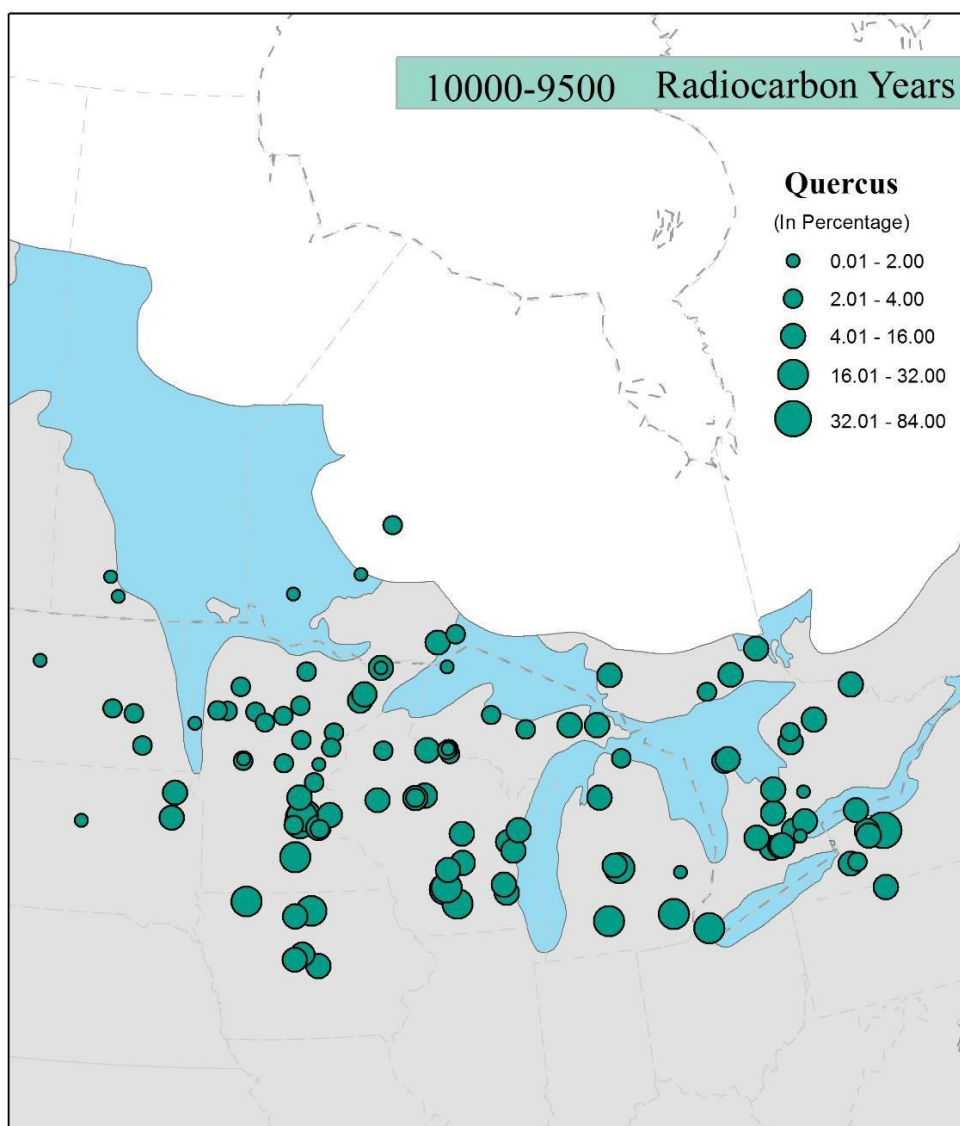 10000-9500 Radiocarbon Years
Quercus
(In Percentage)
0.01 - 2.00
2.01 - 4.00
4.01 - 16.00
16.01 - 32.00
32.01 - 84.00